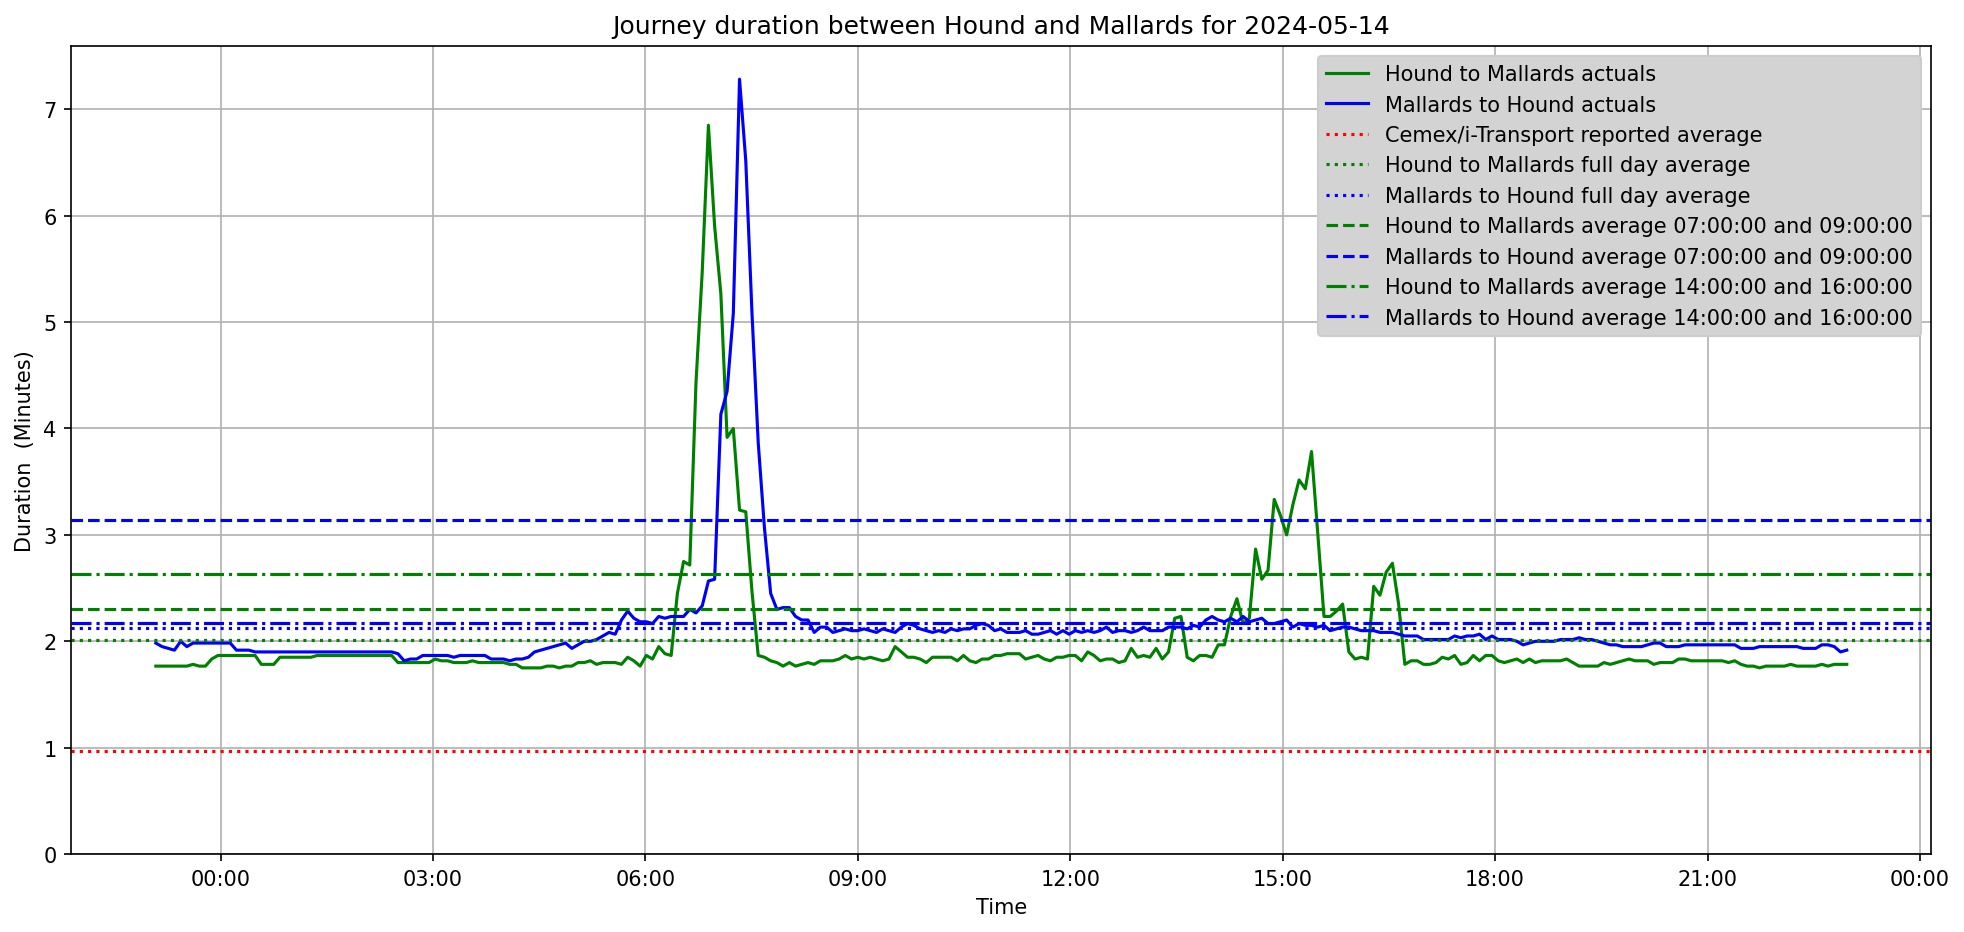 Journey duration between Hound and Mallards for 2024-05-14
Hound to Mallards actuals
Mallards to Hound actuals
Cemex/i-Transport reported average
Hound to Mallards full day average
Mallards to Hound full day average
Hound to Mallards average 07:00:00 and 09:00:00
Mallards to Hound average 07:00:00 and 09:00:00
Hound to Mallards average 14:00:00 and 16:00:00
Mallards to Hound average 14:00:00 and 16:00:00
Duration (Minutes)
7
6
5
4
3
2
1
0
00:00 03:00 06:00 09:00 12:00 15:00 18:00 21:00 00:00
Time